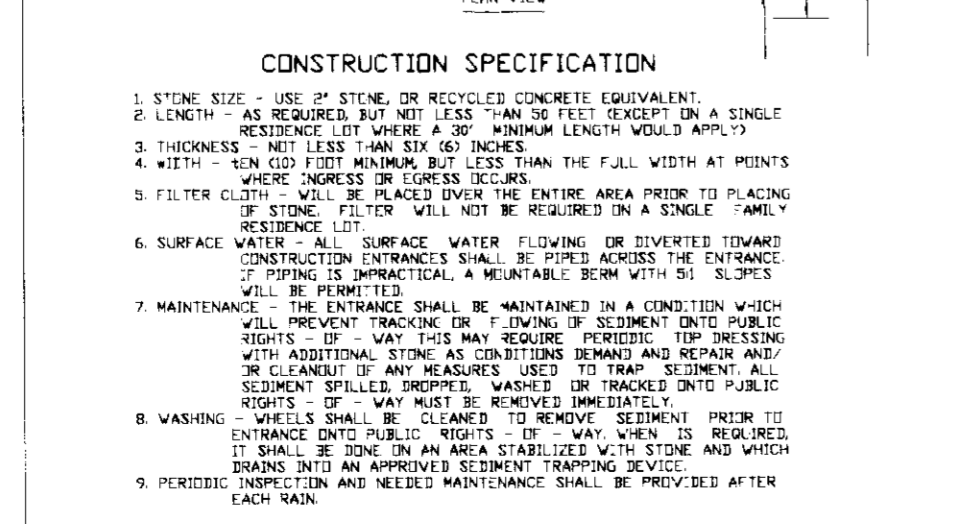 PLAN VIEW
CONSTRUCTION SPECIFICATION
1. STONE SIZE - USE 2" STONE, OR RECYCLED CONCRETE EQUIVALENT.
2. LENGTH - AS REQUIRED, BUT NOT LESS THAN 50 FEET (EXCEPT ON A SINGLE
RESIDENCE LOT WHERE A 30' MINIMUM LENGTH WOULD APPLY)
3. THICKNESS - NOT LESS THAN SIX (6) INCHES.
4. WIDTH - tEN (10) FOOT MINIMUM, BUT LESS THAN THE FULL WIDTH AT POINTS
WHERE INGRESS OR EGRESS OCCURS.
5. FILTER CLOTH - WILL BE PLACED OVER THE ENTIRE AREA PRIOR TO PLACING
OF STONE. FILTER WILL NOT BE REQUIRED ON A SINGLE FAMILY
RESIDENCE LOT.
6. SURFACE WATER - ALL SURFACE WATER FLOWING OR DIVERTED TOWARD
CONSTRUCTION ENTRANCES SHALL BE PIPED ACROSS THE ENTRANCE.
IF PIPING IS IMPRACTICAL, A MOUNTABLE BERM WITH 5:1 SLOPES
WILL BE PERMITTED.
7. MAINTENANCE - THE ENTRANCE SHALL BE MAINTAINED IN A CONDITION WHICH
WILL PREVENT TRACKING OR FLOWING OF SEDIMENT ONTO PUBLIC
RIGHTS - OF - WAY THIS MAY REQUIRE PERIODIC TOP DRESSING
WITH ADDITIONAL STONE AS CONDITIONS DEMAND AND REPAIR AND/
OR CLEANOUT OF ANY MEASURES USED TO TRAP SEDIMENT. ALL
SEDIMENT SPILLED, DROPPED, WASHED OR TRACKED ONTO PUBLIC
RIGHTS - OF - WAY MUST BE REMOVED IMMEDIATELY.
8. WASHING - WHEELS SHALL BE CLEANED TO REMOVE SEDIMENT PRIOR TO
ENTRANCE ONTO PUBLIC RIGHTS - OF - WAY. WHEN IS REQUIRED,
IT SHALL BE DONE ON AN AREA STABILIZED WITH STONE AND WHICH
DRAINS INTO AN APPROVED SEDIMENT TRAPPING DEVICE.
9. PERIODIC INSPECTION AND NEEDED MAINTENANCE SHALL BE PROVIDED AFTER
EACH RAIN.